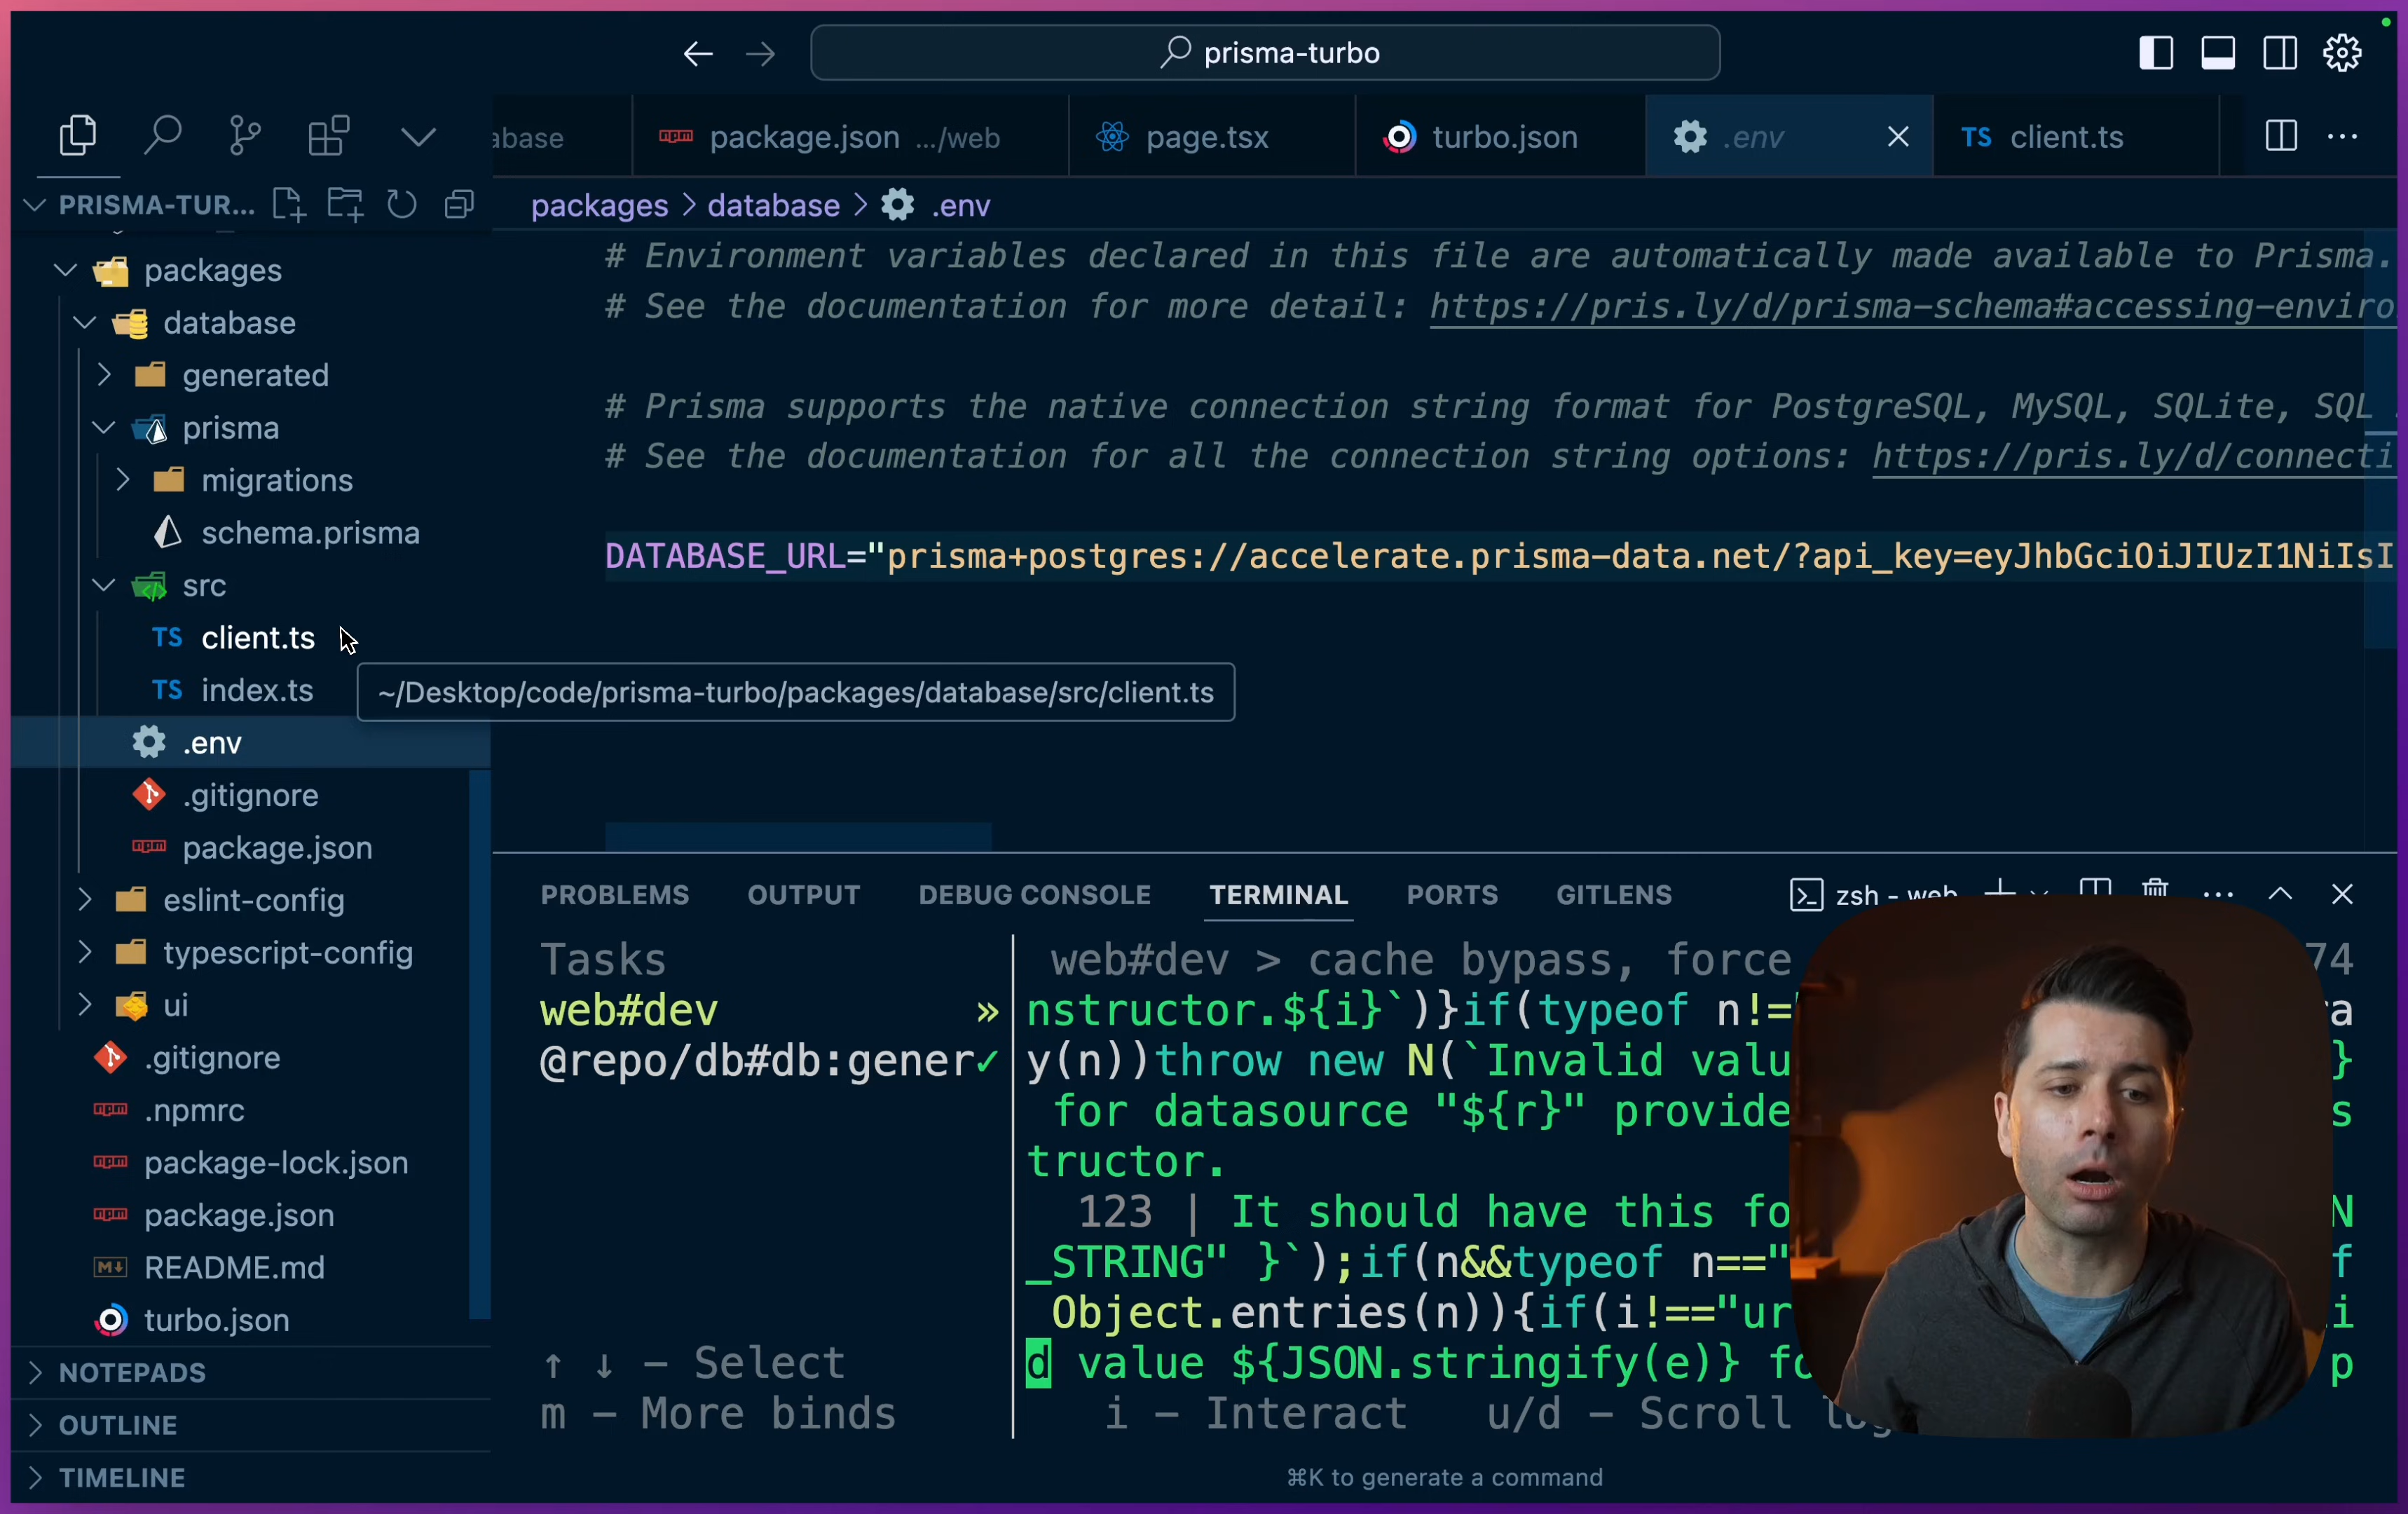 prisma-turbo
abase
package.json .../web
page.tsx
turbo.json
.env
TS client.ts
PRISMA-TUR...
packages
database
generated
prisma
migrations
schema.prisma
src
TS client.ts
TS index.ts
.env
.gitignore
package.json
eslint-config
typescript-config
ui
.gitignore
.npmrc
package-lock.json
package.json
README.md
turbo.json
NOTEPADS
OUTLINE
TIMELINE
packages > database > .env
# Environment variables declared in this file are automatically made available to Prisma.
# See the documentation for more detail: https://pris.ly/d/prisma-schema#accessing-enviro
# Prisma supports the native connection string format for PostgreSQL, MySQL, SQLite, SQL
# See the documentation for all the connection string options: https://pris.ly/d/connecti
DATABASE_URL="prisma+postgres://accelerate.prisma-data.net/?api_key=eyJhbGciOiJIUzI1NiIsI
~/Desktop/code/prisma-turbo/packages/database/src/client.ts
PROBLEMS OUTPUT DEBUG CONSOLE TERMINAL PORTS GITLENS
zsh - web
Tasks
web#dev »
@repo/db#db:gener✓
↑ ↓ - Select
m - More binds
web#dev > cache bypass, force 74
nstructor.${i}`)}if(typeof n!= a
y(n))throw new N(`Invalid valu }
for datasource "${r}" provide s
tructor.
123 | It should have this fo N
_STRING" }`);if(n&&typeof n==" f
Object.entries(n)){if(i!=="ur i
d value ${JSON.stringify(e)} fo p
i - Interact u/d - Scroll log
⌘K to generate a command